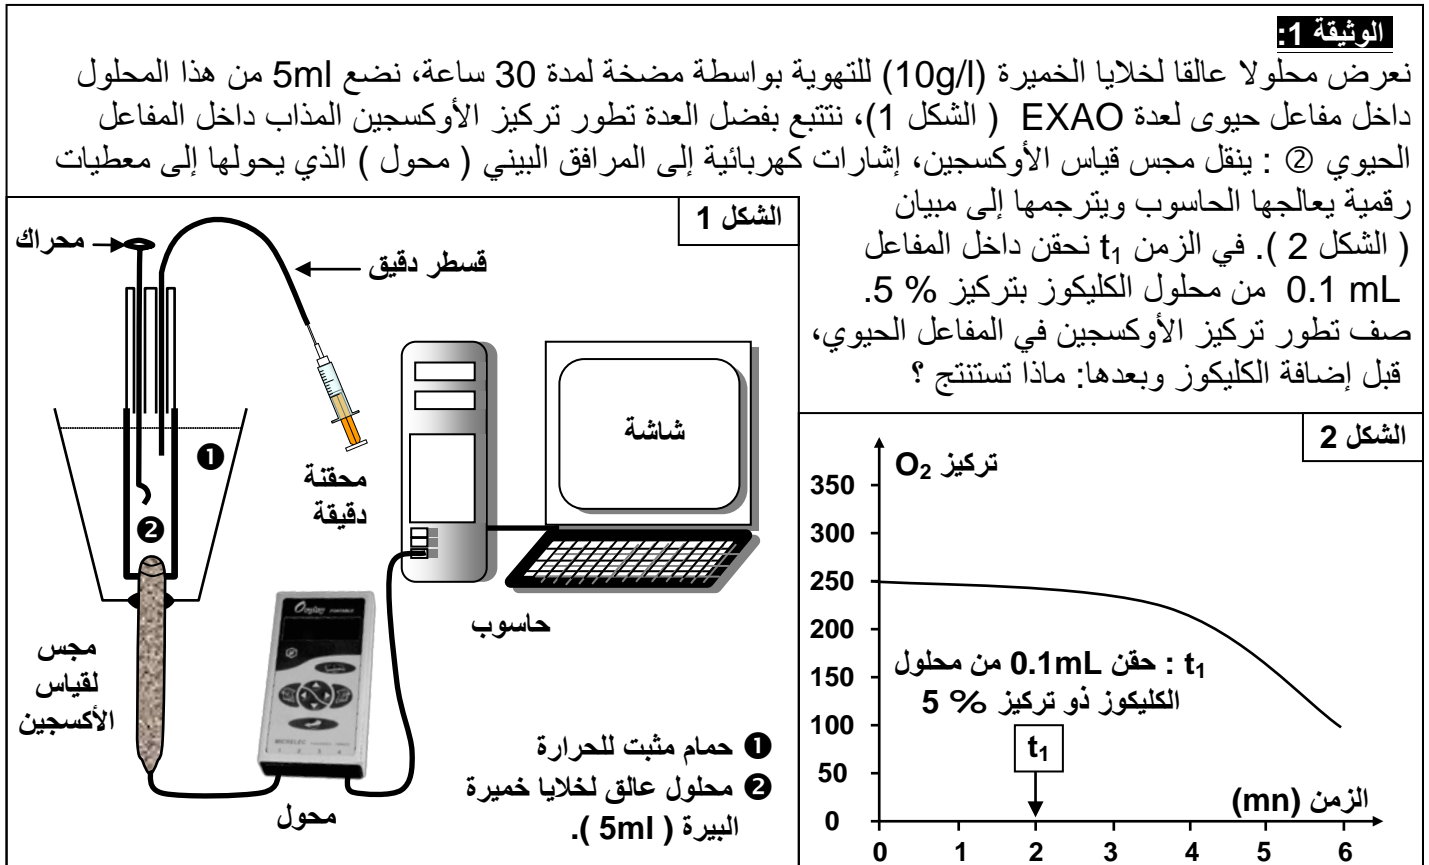 الوثيقة 1:
نعرض محلولا عالقا لخلايا الخميرة (10g/l) للتهوية بواسطة مضخة لمدة 30 ساعة، نضع 5ml من هذا المحلول
داخل مفاعل حيوى لعدة EXAO ( الشكل 1)، نتتبع بفضل العدة تطور تركيز الأوكسجين المذاب داخل المفاعل
الحيوي ② : ينقل مجس قياس الأوكسجين، إشارات كهربائية إلى المرافق البيني ( محول ) الذي يحولها إلى معطيات
رقمية يعالجها الحاسوب ويترجمها إلى مبيان
( الشكل 2 ). في الزمن t₁ نحقن داخل المفاعل
0.1 mL من محلول الكليكوز بتركيز % 5.
صف تطور تركيز الأوكسجين في المفاعل الحيوي،
قبل إضافة الكليكوز وبعدها: ماذا تستنتج ؟
الشكل 1
محراك
قسطر دقيق
محقنة
دقيقة
شاشة
❶
❷
حاسوب
مجس
لقياس
الأكسجين
محول
❶ حمام مثبت للحرارة
❷ محلول عالق لخلايا خميرة
البيرة ( 5ml ).
الشكل 2
تركيز O₂
350
300
250
200
150
100
50
0
t₁ : حقن 0.1mL من محلول
الكليكوز ذو تركيز % 5
t₁
الزمن (mn)
0 1 2 3 4 5 6